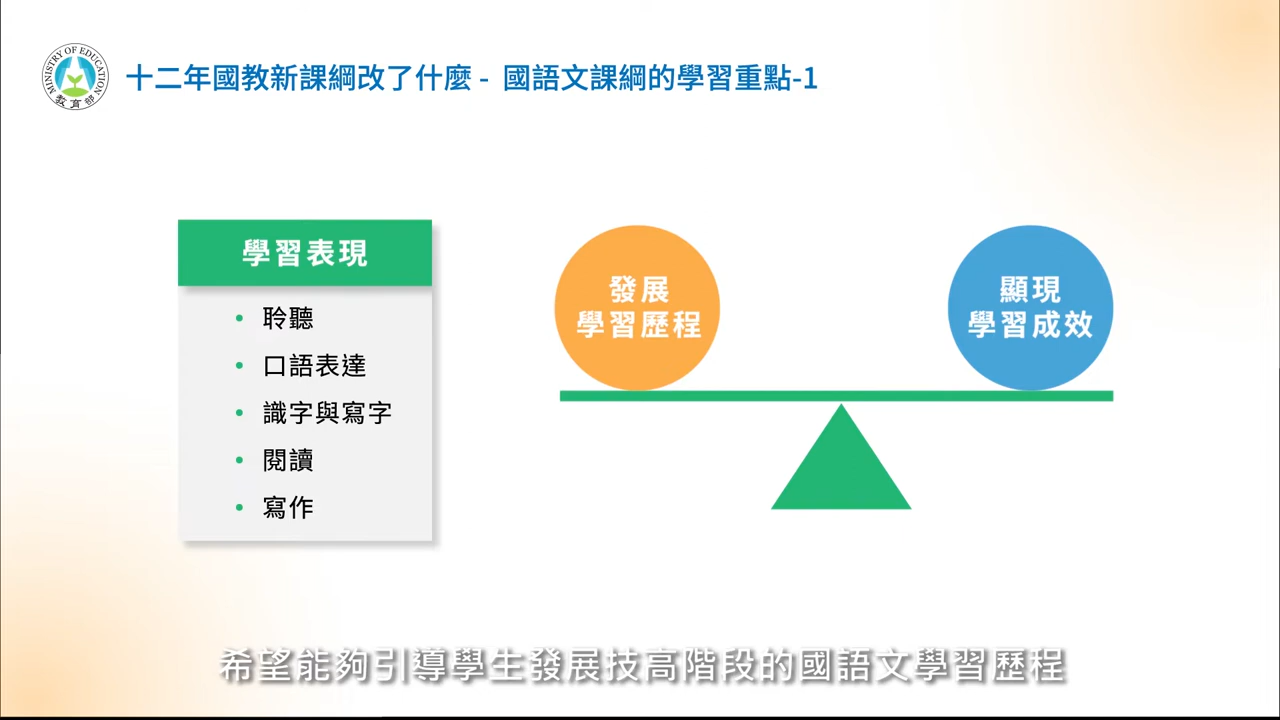 MINISTRY OF EDUCATION
教育部
十二年國教新課綱改了什麼 - 國語文課綱的學習重點-1
學習表現
• 聆聽
• 口語表達
• 識字與寫字
• 閱讀
• 寫作
發展
學習歷程
顯現
學習成效
希望能夠引導學生發展技高階段的國語文學習歷程